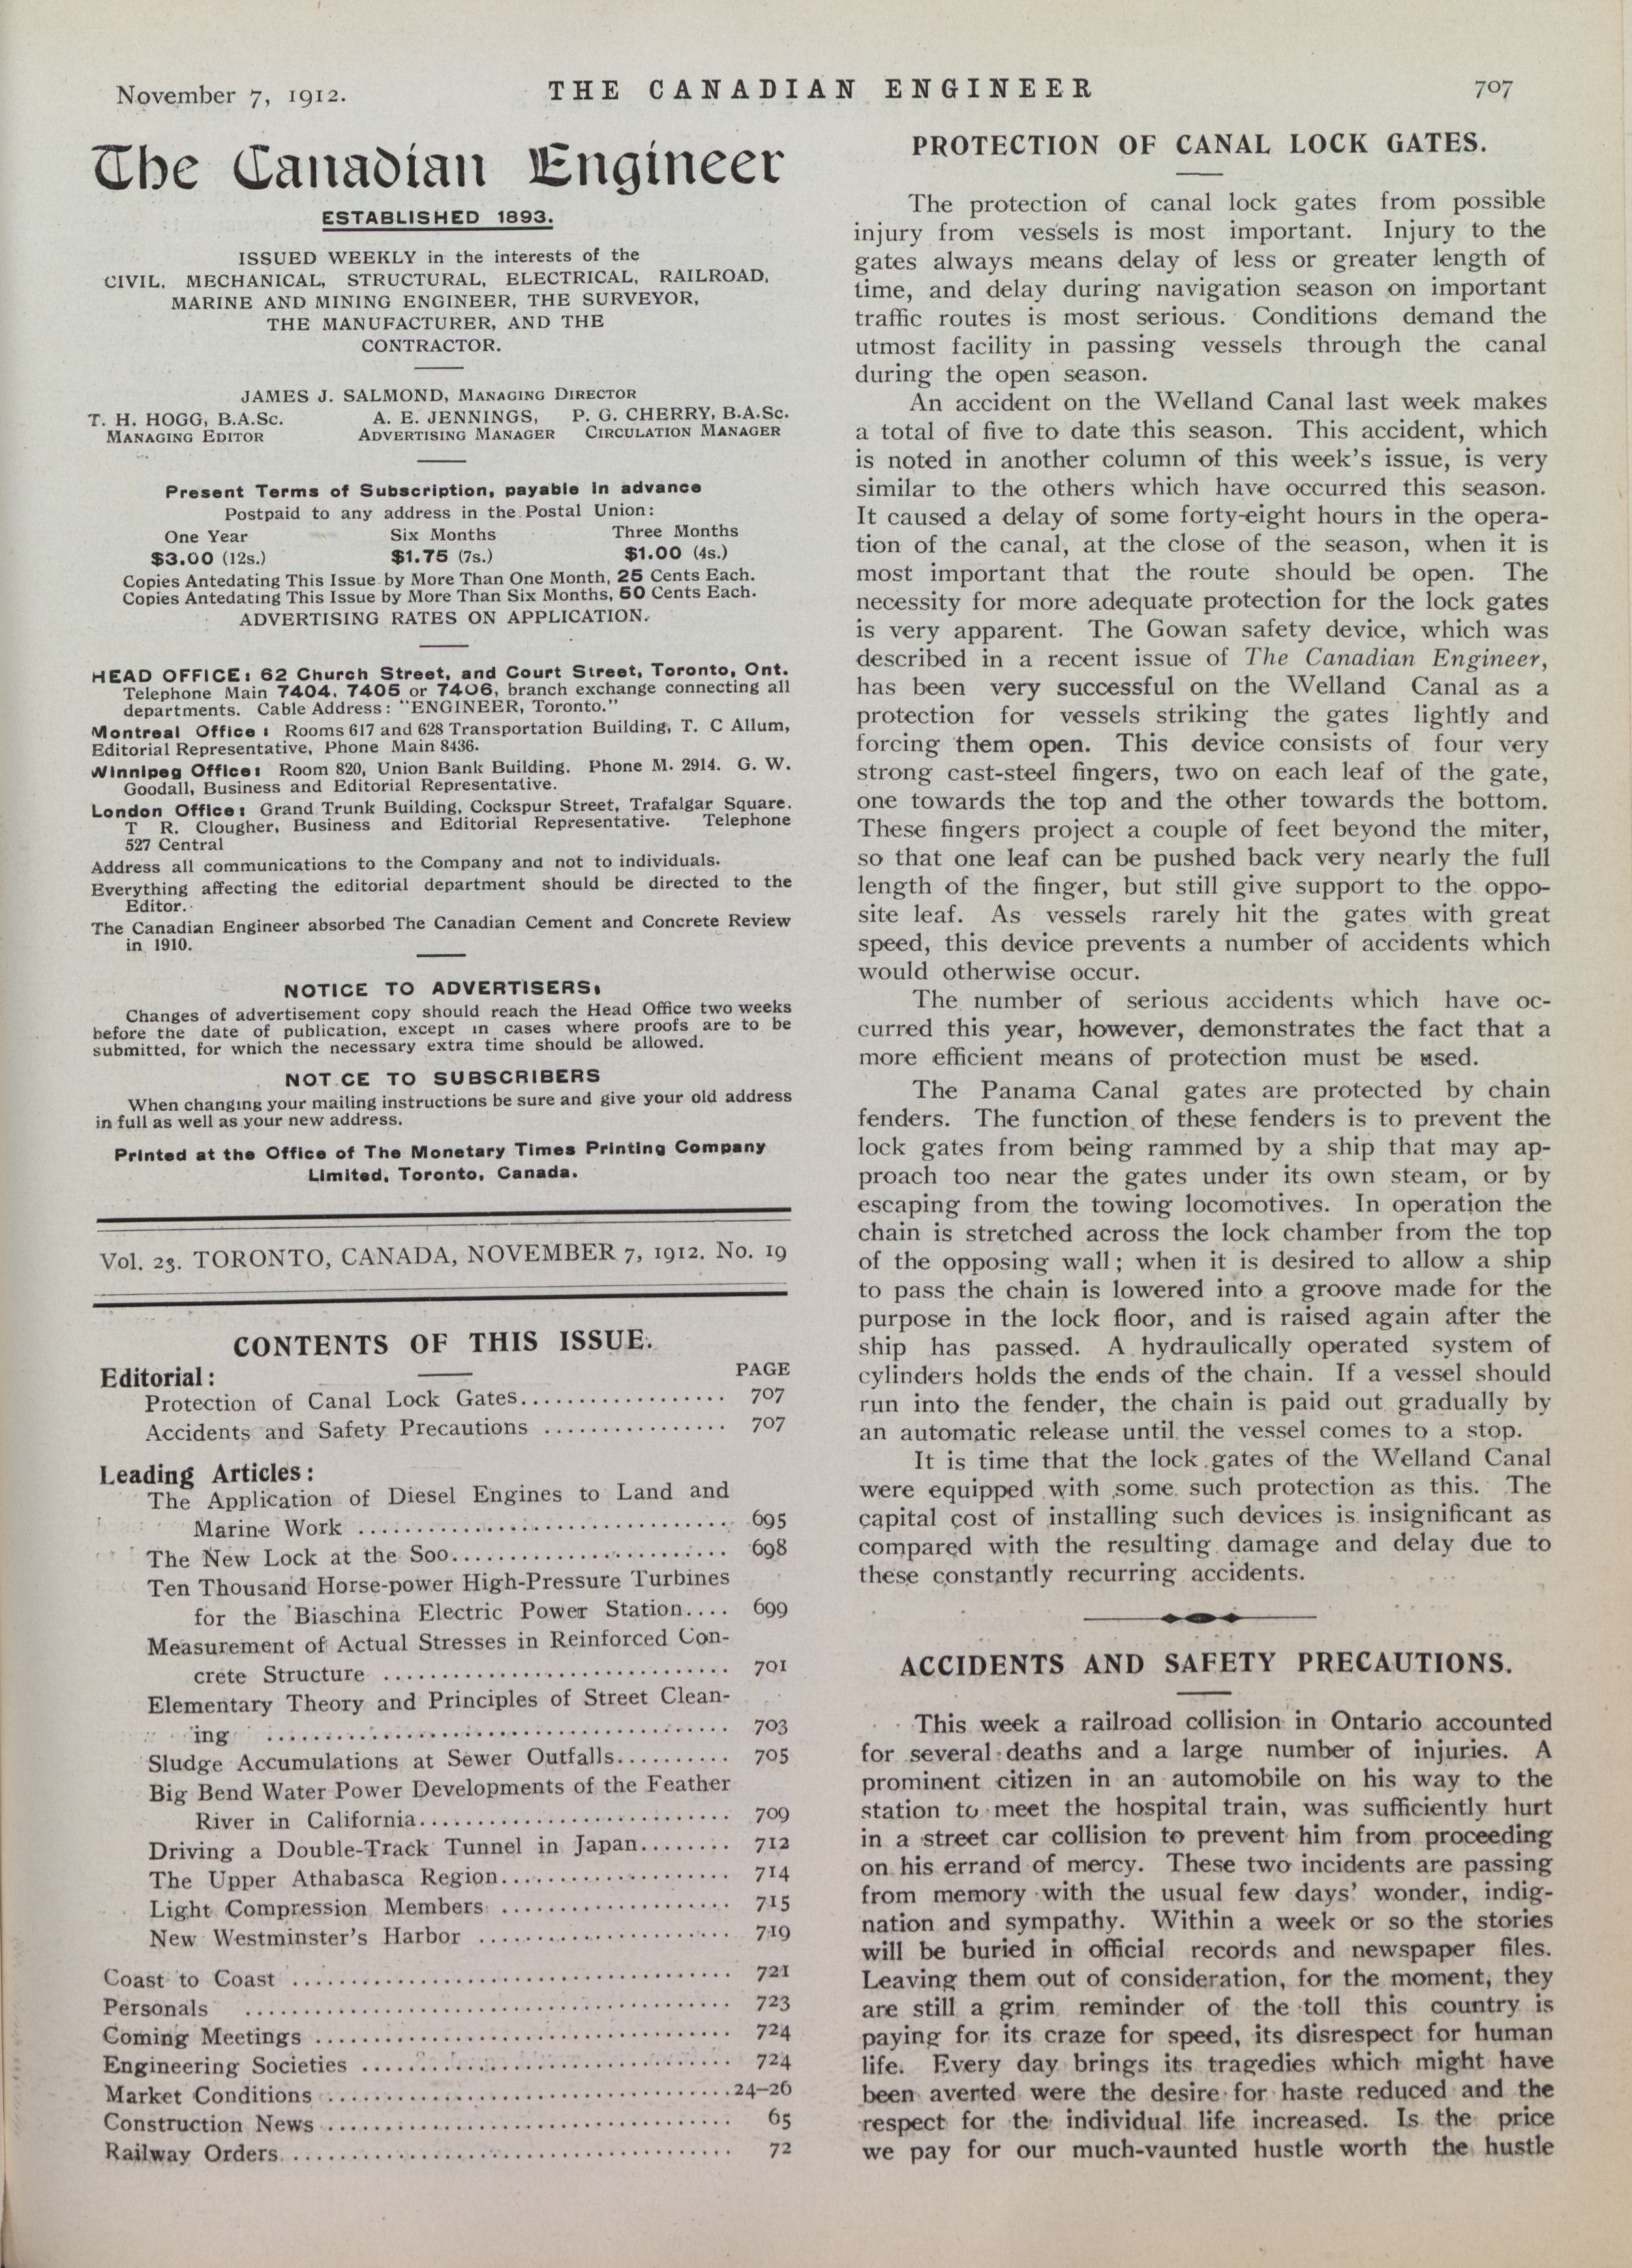 November 7, 1912.
THE CANADIAN ENGINEER
707
The Canadian Engineer
ESTABLISHED 1893.
ISSUED WEEKLY in the interests of the
CIVIL, MECHANICAL, STRUCTURAL, ELECTRICAL, RAILROAD,
MARINE AND MINING ENGINEER, THE SURVEYOR,
THE MANUFACTURER, AND THE
CONTRACTOR.
JAMES J. SALMOND, MANAGING DIRECTOR
T. H. HOGG, B.A.Sc. A. E. JENNINGS, P. G. CHERRY, B.A.Sc.
MANAGING EDITOR ADVERTISING MANAGER CIRCULATION MANAGER
Present Terms of Subscription, payable in advance
Postpaid to any address in the Postal Union:
One Year Six Months Three Months
$3.00 (12s.) $1.75 (7s.) $1.00 (4s.)
Copies Antedating This Issue by More Than One Month, 25 Cents Each.
Copies Antedating This Issue by More Than Six Months, 50 Cents Each.
ADVERTISING RATES ON APPLICATION.
HEAD OFFICE: 62 Church Street, and Court Street, Toronto, Ont.
Telephone Main 7404, 7405 or 7406, branch exchange connecting all
departments. Cable Address: "ENGINEER, Toronto."
Montreal Office: Rooms 617 and 628 Transportation Building, T. C Allum,
Editorial Representative, Phone Main 8436.
Winnipeg Office: Room 820, Union Bank Building. Phone M. 2914. G. W.
Goodall, Business and Editorial Representative.
London Office: Grand Trunk Building, Cockspur Street, Trafalgar Square.
T R. Clougher, Business and Editorial Representative. Telephone
527 Central
Address all communications to the Company and not to individuals.
Everything affecting the editorial department should be directed to the
Editor.
The Canadian Engineer absorbed The Canadian Cement and Concrete Review
in 1910.
NOTICE TO ADVERTISERS:
Changes of advertisement copy should reach the Head Office two weeks
before the date of publication, except in cases where proofs are to be
submitted, for which the necessary extra time should be allowed.
NOT CE TO SUBSCRIBERS
When changing your mailing instructions be sure and give your old address
in full as well as your new address.
Printed at the Office of The Monetary Times Printing Company
Limited, Toronto, Canada.
Vol. 23. TORONTO, CANADA, NOVEMBER 7, 1912. No. 19
CONTENTS OF THIS ISSUE.
Editorial: PAGE
Protection of Canal Lock Gates.................. 707
Accidents and Safety Precautions ................ 707
Leading Articles:
The Application of Diesel Engines to Land and
Marine Work ................................ 695
The New Lock at the Soo........................ 698
Ten Thousand Horse-power High-Pressure Turbines
for the Biaschina Electric Power Station.... 699
Measurement of Actual Stresses in Reinforced Con-
crete Structure ............................. 701
Elementary Theory and Principles of Street Clean-
ing ........................................ 703
Sludge Accumulations at Sewer Outfalls.......... 705
Big Bend Water Power Developments of the Feather
River in California........................... 709
Driving a Double-Track Tunnel in Japan........ 712
The Upper Athabasca Region.................... 714
Light Compression Members .................... 715
New Westminster's Harbor ...................... 719
Coast to Coast ...................................... 721
Personals .......................................... 723
Coming Meetings .................................... 724
Engineering Societies ................................ 724
Market Conditions ..................................24–26
Construction News ................................... 65
Railway Orders...................................... 72
PROTECTION OF CANAL LOCK GATES.
The protection of canal lock gates from possible
injury from vessels is most important. Injury to the
gates always means delay of less or greater length of
time, and delay during navigation season on important
traffic routes is most serious. Conditions demand the
utmost facility in passing vessels through the canal
during the open season.
An accident on the Welland Canal last week makes
a total of five to date this season. This accident, which
is noted in another column of this week's issue, is very
similar to the others which have occurred this season.
It caused a delay of some forty-eight hours in the opera-
tion of the canal, at the close of the season, when it is
most important that the route should be open. The
necessity for more adequate protection for the lock gates
is very apparent. The Gowan safety device, which was
described in a recent issue of The Canadian Engineer,
has been very successful on the Welland Canal as a
protection for vessels striking the gates lightly and
forcing them open. This device consists of four very
strong cast-steel fingers, two on each leaf of the gate,
one towards the top and the other towards the bottom.
These fingers project a couple of feet beyond the miter,
so that one leaf can be pushed back very nearly the full
length of the finger, but still give support to the oppo-
site leaf. As vessels rarely hit the gates with great
speed, this device prevents a number of accidents which
would otherwise occur.
The number of serious accidents which have oc-
curred this year, however, demonstrates the fact that a
more efficient means of protection must be used.
The Panama Canal gates are protected by chain
fenders. The function of these fenders is to prevent the
lock gates from being rammed by a ship that may ap-
proach too near the gates under its own steam, or by
escaping from the towing locomotives. In operation the
chain is stretched across the lock chamber from the top
of the opposing wall; when it is desired to allow a ship
to pass the chain is lowered into a groove made for the
purpose in the lock floor, and is raised again after the
ship has passed. A hydraulically operated system of
cylinders holds the ends of the chain. If a vessel should
run into the fender, the chain is paid out gradually by
an automatic release until the vessel comes to a stop.
It is time that the lock gates of the Welland Canal
were equipped with some such protection as this. The
capital cost of installing such devices is insignificant as
compared with the resulting damage and delay due to
these constantly recurring accidents.
ACCIDENTS AND SAFETY PRECAUTIONS.
This week a railroad collision in Ontario accounted
for several deaths and a large number of injuries. A
prominent citizen in an automobile on his way to the
station to meet the hospital train, was sufficiently hurt
in a street car collision to prevent him from proceeding
on his errand of mercy. These two incidents are passing
from memory with the usual few days' wonder, indig-
nation and sympathy. Within a week or so the stories
will be buried in official records and newspaper files.
Leaving them out of consideration, for the moment, they
are still a grim reminder of the toll this country is
paying for its craze for speed, its disrespect for human
life. Every day brings its tragedies which might have
been averted were the desire for haste reduced and the
respect for the individual life increased. Is the price
we pay for our much-vaunted hustle worth the hustle